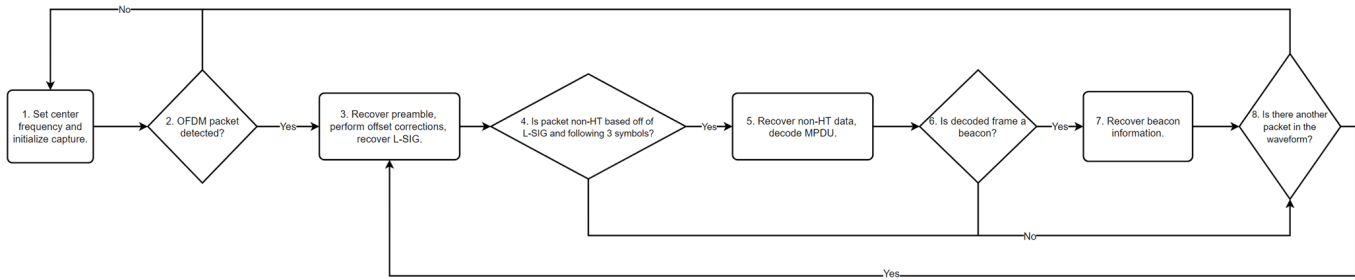 No
1. Set center
frequency and
initialize capture.
2. OFDM packet
detected?
Yes
3. Recover preamble,
perform offset corrections,
recover L-SIG.
4. Is packet non-HT based off of
L-SIG and following 3 symbols?
Yes
5. Recover non-HT data,
decode MPDU.
6. Is decoded frame a
beacon?
Yes
7. Recover beacon
information.
8. Is there another
packet in the
waveform?
No
Yes